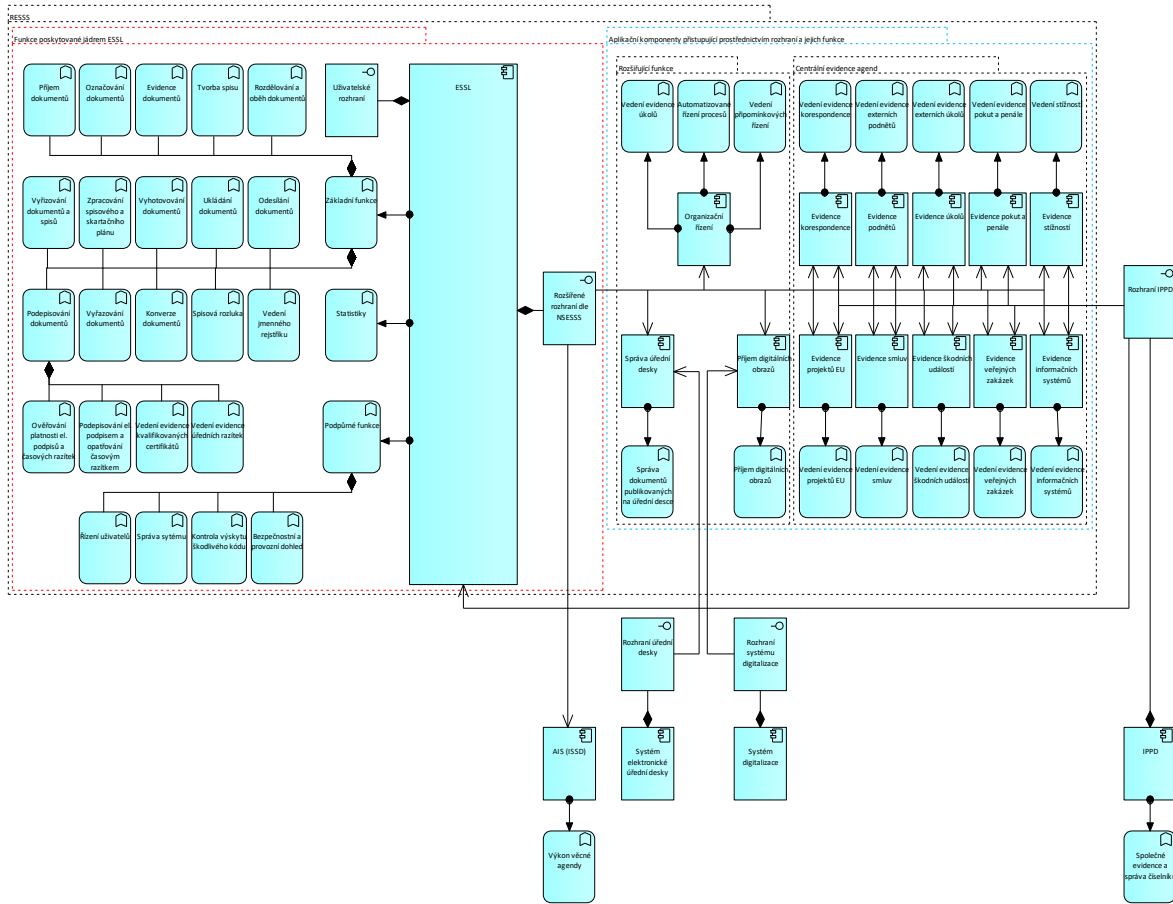 RESSS
Funkce poskytované jádrem ESSL
Aplikační komponenty přistupující prostřednictvím rozhraní a jejich funkce
Rozšiřující funkce
Centrální evidence agend
Příjem
dokumentů
Označování
dokumentů
Evidence
dokumentů
Tvorba spisu
Rozdělování a
oběh dokumentů
Uživatelské
rozhraní
ESSL
Vedení evidence
úkolů
Automatizované
řízení procesů
Vedení
připomínkových
řízení
Vedení evidence
korespondence
Vedení evidence
externích
podnětů
Vedení evidence
externích úkolů
Vedení evidence
pokut a penále
Vedení stížností
Vyřizování
dokumentů a
spisů
Zpracování
spisového a
skartačního
plánu
Vyhotovování
dokumentů
Ukládání
dokumentů
Odesílání
dokumentů
Základní funkce
Organizační
řízení
Evidence
korespondence
Evidence
podnětů
Evidence úkolů
Evidence pokut a
penále
Evidence
stížností
Rozšířené
rozhraní dle
NSESSS
Rozhraní IPPD
Podepisování
dokumentů
Vyřazování
dokumentů
Konverze
dokumentů
Spisová rozluka
Vedení
jmenného
rejstříku
Statistiky
Správa úřední
desky
Příjem digitálních
obrazů
Evidence
projektů EU
Evidence smluv
Evidence škodních
událostí
Evidence
veřejných
zakázek
Evidence
informačních
systémů
Ověřování
platnosti el.
podpisů a
časových razítek
Podepisování el.
podpisem a
opatřování
časovým
razítkem
Vedení evidence
kvalifikovaných
certifikátů
Vedení evidence
úředních razítek
Podpůrné funkce
Správa
dokumentů
publikovaných
na úřední desce
Příjem digitálních
obrazů
Vedení evidence
projektů EU
Vedení evidence
smluv
Vedení evidence
škodních událostí
Vedení evidence
veřejných
zakázek
Vedení evidence
informačních
systémů
Řízení uživatelů
Správa sytému
Kontrola výskytu
škodlivého kódu
Bezpečnostní a
provozní dohled
Rozhraní úřední
desky
Rozhraní
systému
digitalizace
AIS (ISSD)
Systém
elektronické
úřední desky
Systém
digitalizace
IPPD
Výkon věcné
agendy
Společné
evidence a
správa číselníků